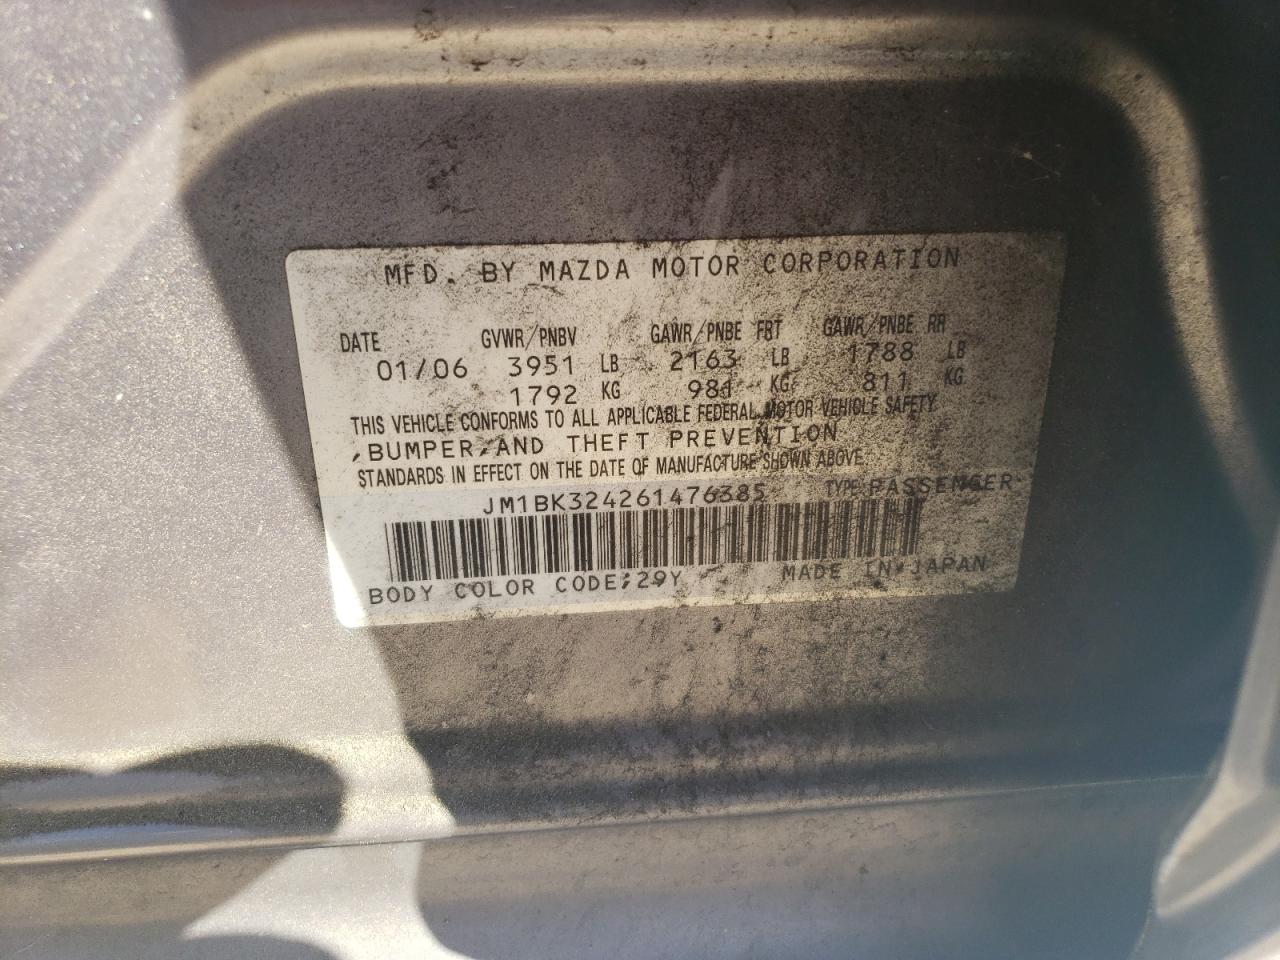 MFD. BY MAZDA MOTOR CORPORATION
DATE GVWR/PNBV GAWR/PNBE FRT GAWR/PNBE RR
01/06 3951 LB 2163 LB 1788 LB
1792 KG 981 KG 811 KG
THIS VEHICLE CONFORMS TO ALL APPLICABLE FEDERAL MOTOR VEHICLE SAFETY
,BUMPER,AND THEFT PREVENTION
STANDARDS IN EFFECT ON THE DATE OF MANUFACTURE SHOWN ABOVE.
JM1BK324261476385 TYPE:PASSENGER
BODY COLOR CODE:29Y MADE IN JAPAN